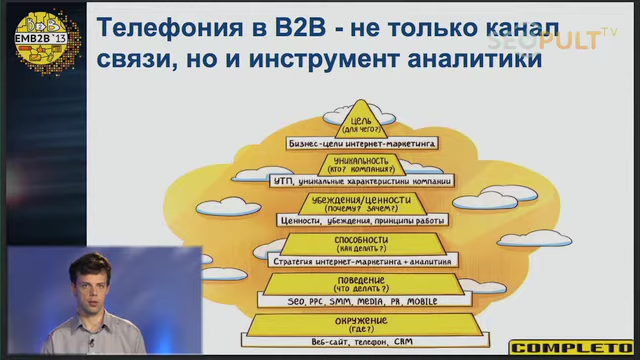 Телефония в B2B - не только канал
связи, но и инструмент аналитики
B2B
EMB2B`13
SEOPULT TV
ЦЕЛЬ
(ДЛЯ ЧЕГО?)
Бизнес-цели интернет-маркетинга
УНИКАЛЬНОСТЬ
(КТО? КОМПАНИЯ?)
УТП, уникальные характеристики компании
УБЕЖДЕНИЯ/ЦЕННОСТИ
(ПОЧЕМУ? ЗАЧЕМ?)
Ценности, убеждения, принципы работы
СПОСОБНОСТИ
(КАК ДЕЛАТЬ?)
Стратегия интернет-маркетинга + аналитика
ПОВЕДЕНИЕ
(ЧТО ДЕЛАТЬ?)
SEO, PPC, SMM, MEDIA, PR, MOBILE
ОКРУЖЕНИЕ
(ГДЕ?)
Веб-сайт, телефон, CRM
COMPLETO